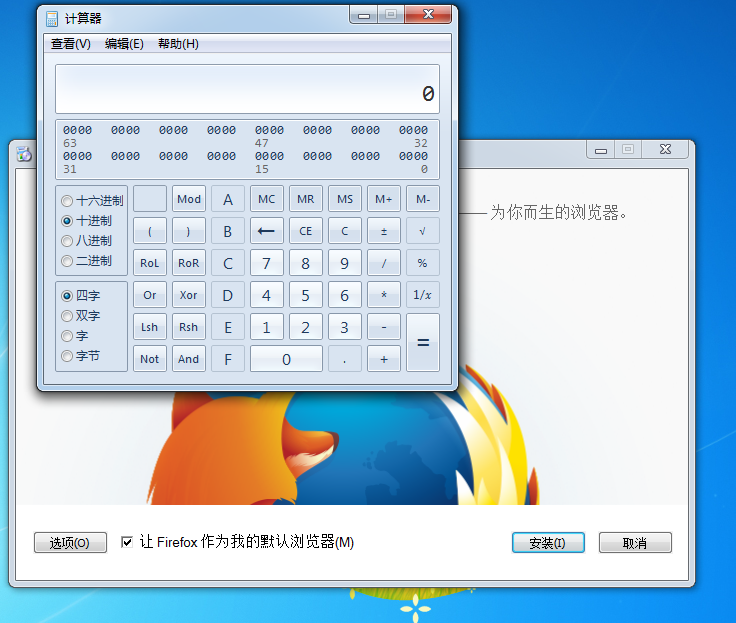 计算器
查看(V) 编辑(E) 帮助(H)
0
0000 0000 0000 0000 0000 0000 0000 0000
63 47 32
0000 0000 0000 0000 0000 0000 0000 0000
31 15 0
十六进制 Mod A MC MR MS M+ M-
十进制 ( ) B ← CE C ± √
八进制 RoL RoR C 7 8 9 / %
二进制
四字 Or Xor D 4 5 6 * 1/x
双字 Lsh Rsh E 1 2 3 - =
字
字节 Not And F 0 . +
为你而生的浏览器。
选项(O) 让 Firefox 作为我的默认浏览器(M) 安装(I) 取消